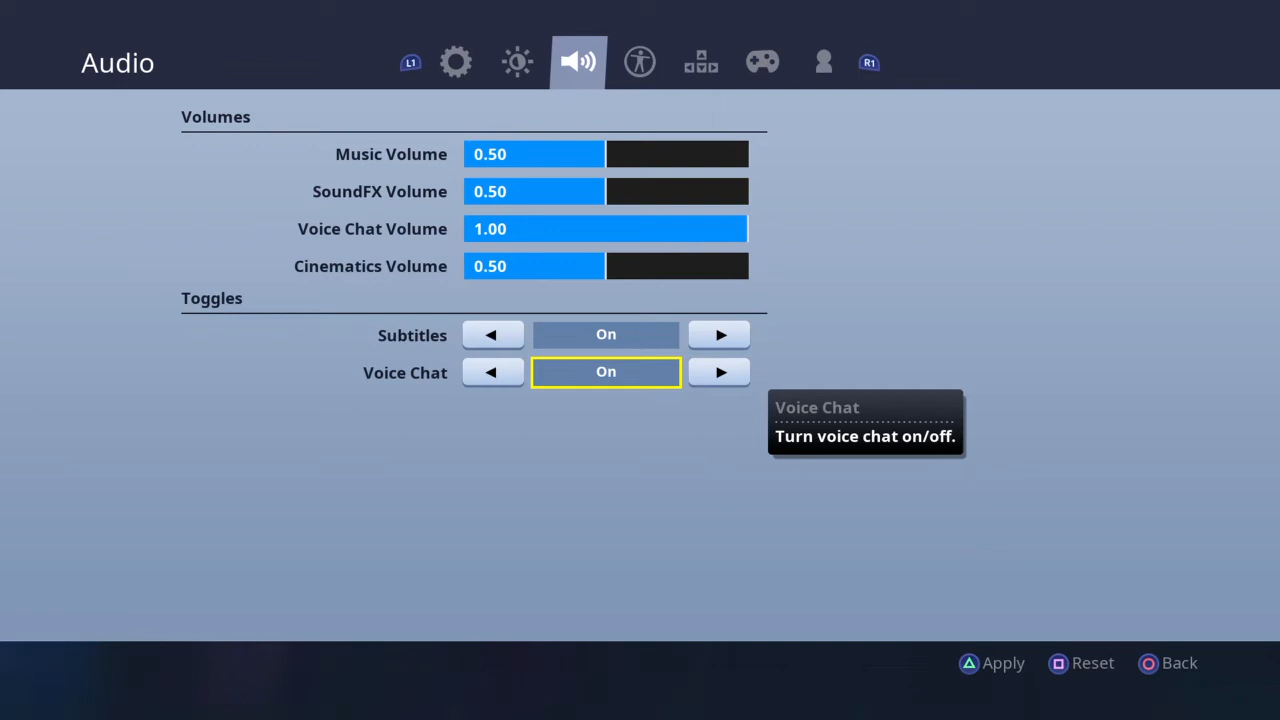 Audio
L1
R1
Volumes
Music Volume 0.50
SoundFX Volume 0.50
Voice Chat Volume 1.00
Cinematics Volume 0.50
Toggles
Subtitles On
Voice Chat On
Voice Chat
Turn voice chat on/off.
Apply Reset Back